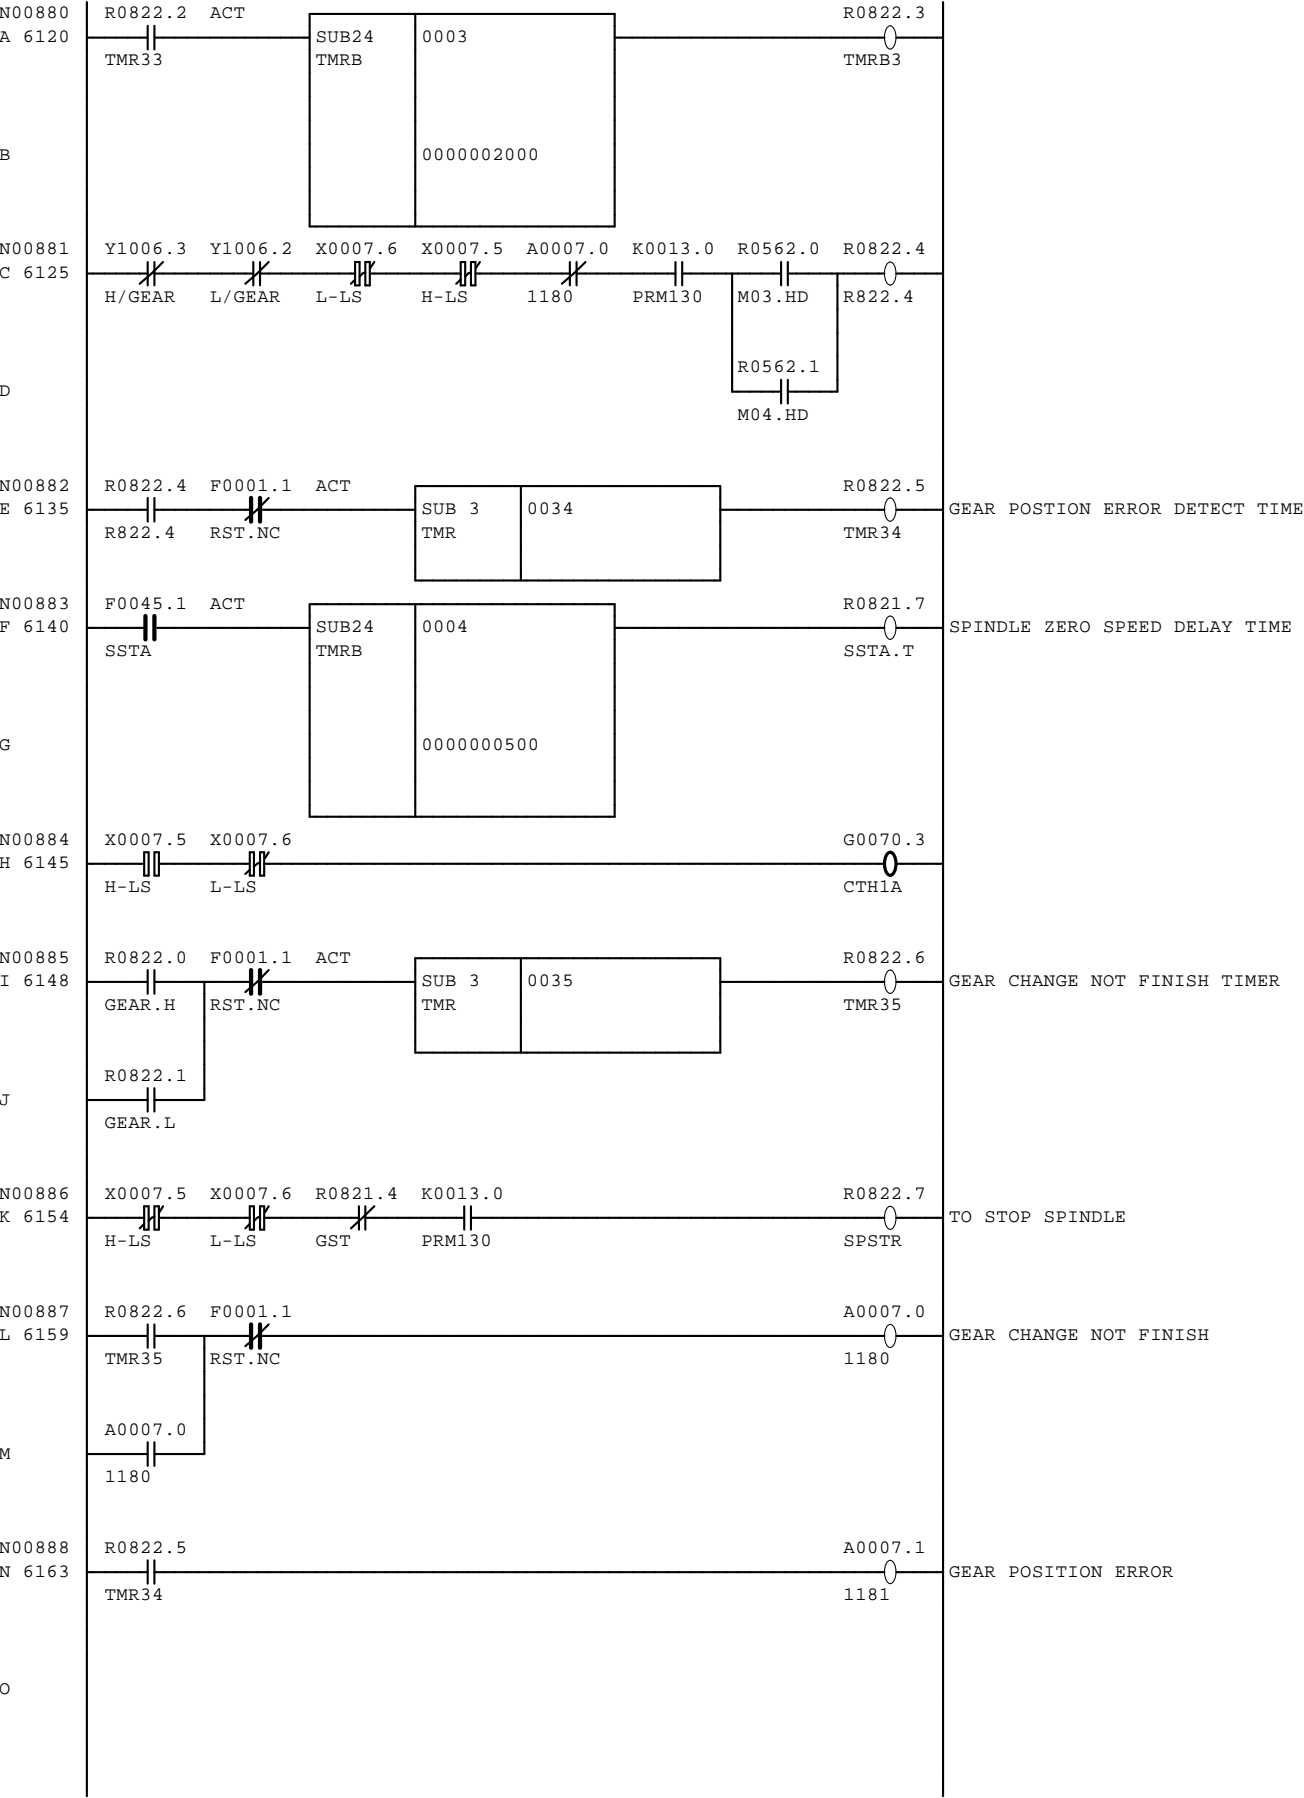 N00880 R0822.2 ACT R0822.3
A 6120 SUB24 0003
TMR33 TMRB TMRB3
B 0000002000
N00881 Y1006.3 Y1006.2 X0007.6 X0007.5 A0007.0 K0013.0 R0562.0 R0822.4
C 6125
H/GEAR L/GEAR L-LS H-LS 1180 PRM130 M03.HD R822.4
R0562.1
D
M04.HD
N00882 R0822.4 F0001.1 ACT R0822.5
E 6135 SUB 3 0034 GEAR POSTION ERROR DETECT TIME
R822.4 RST.NC TMR TMR34
N00883 F0045.1 ACT R0821.7
F 6140 SUB24 0004 SPINDLE ZERO SPEED DELAY TIME
SSTA TMRB SSTA.T
G 0000000500
N00884 X0007.5 X0007.6 G0070.3
H 6145
H-LS L-LS CTH1A
N00885 R0822.0 F0001.1 ACT R0822.6
I 6148 SUB 3 0035 GEAR CHANGE NOT FINISH TIMER
GEAR.H RST.NC TMR TMR35
R0822.1
J
GEAR.L
N00886 X0007.5 X0007.6 R0821.4 K0013.0 R0822.7
K 6154 TO STOP SPINDLE
H-LS L-LS GST PRM130 SPSTR
N00887 R0822.6 F0001.1 A0007.0
L 6159 GEAR CHANGE NOT FINISH
TMR35 RST.NC 1180
A0007.0
M
1180
N00888 R0822.5 A0007.1
N 6163 GEAR POSITION ERROR
TMR34 1181
O